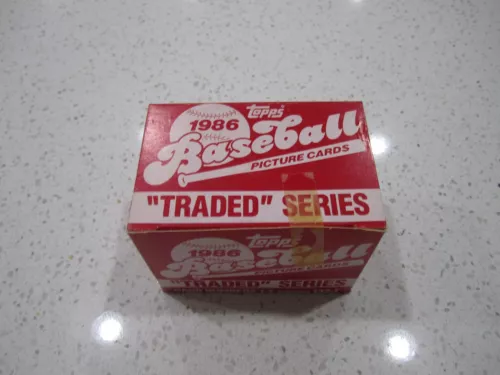 topps
1986
Baseball
PICTURE CARDS
"TRADED" SERIES
topps
1986
Baseball
PICTURE CARDS
"TRADED" SERIES